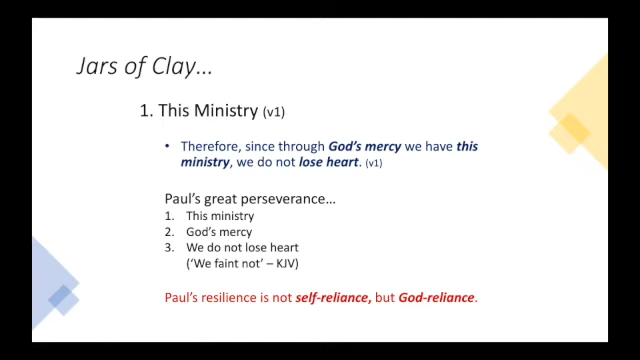 Jars of Clay…
1. This Ministry (v1)
• Therefore, since through God's mercy we have this
ministry, we do not lose heart. (v1)
Paul's great perseverance…
1. This ministry
2. God's mercy
3. We do not lose heart
('We faint not' – KJV)
Paul's resilience is not self-reliance, but God-reliance.